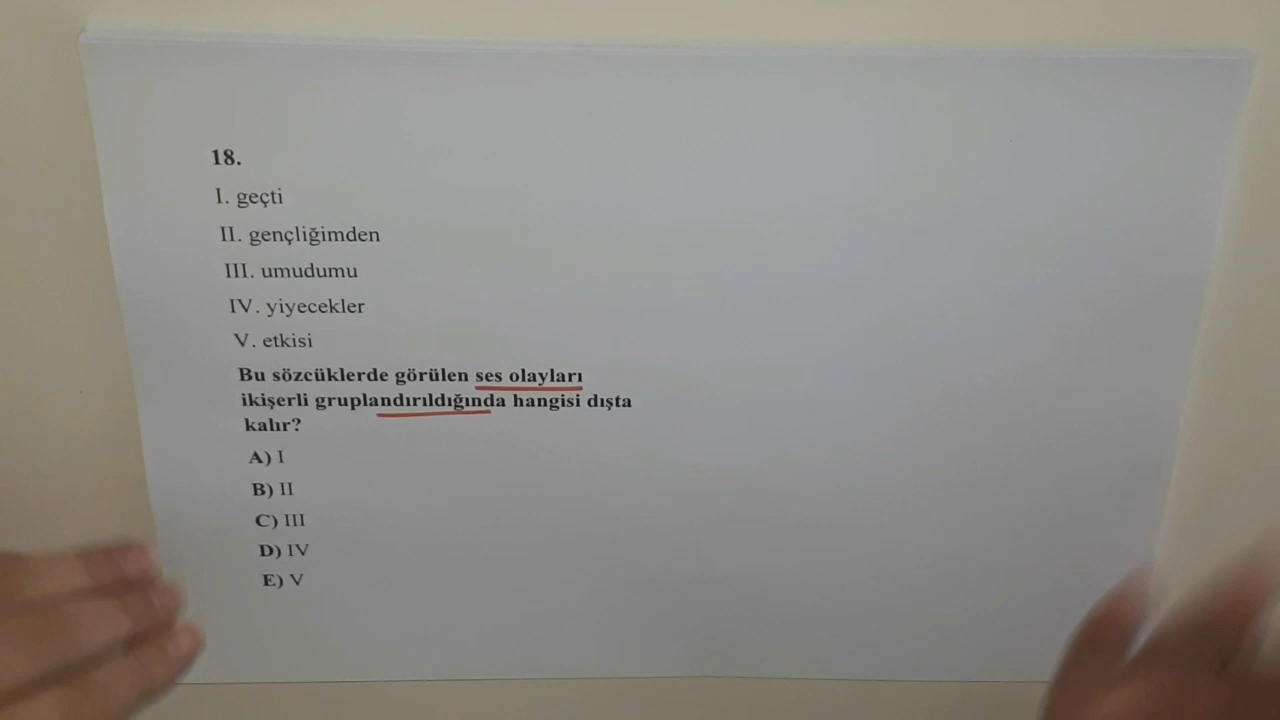 18.
I. geçti
II. gençliğimden
III. umudumu
IV. yiyecekler
V. etkisi
Bu sözcüklerde görülen ses olayları
ikişerli gruplandırıldığında hangisi dışta
kalır?
A) I
B) II
C) III
D) IV
E) V